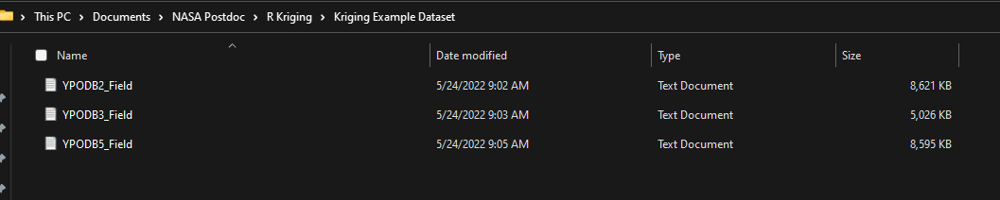 This PC > Documents > NASA Postdoc > R Kriging > Kriging Example Dataset
Name Date modified Type Size
YPODB2_Field 5/24/2022 9:02 AM Text Document 8,621 KB
YPODB3_Field 5/24/2022 9:03 AM Text Document 5,026 KB
YPODB5_Field 5/24/2022 9:05 AM Text Document 8,595 KB